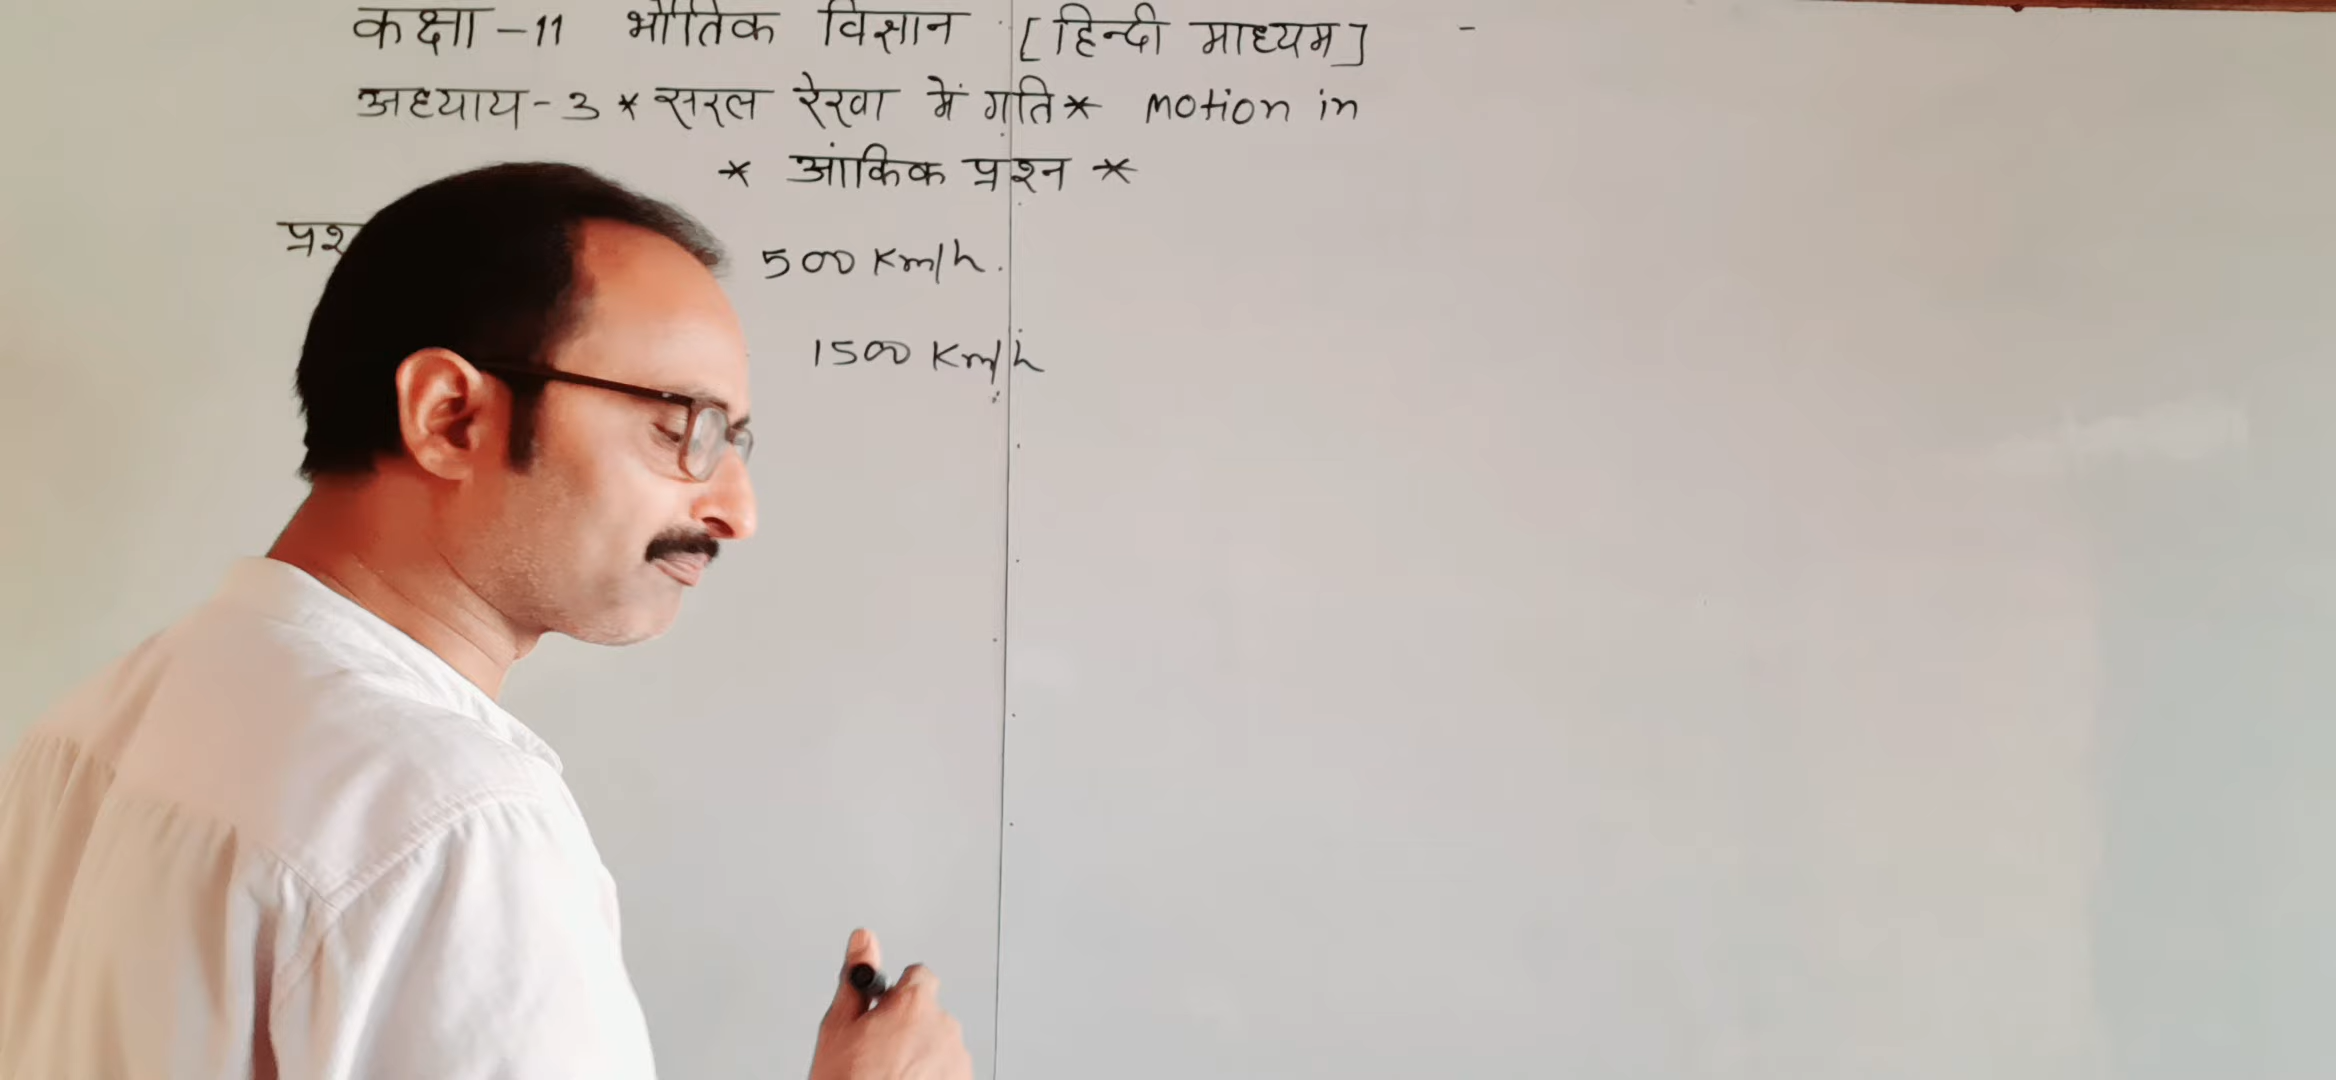 कक्षा -11 भौतिक विज्ञान [हिन्दी माध्यम] -
अध्याय - 3 * सरल रेखा में गति * motion in
* आंकिक प्रश्न *
500 Km/h.
1500 Km/h